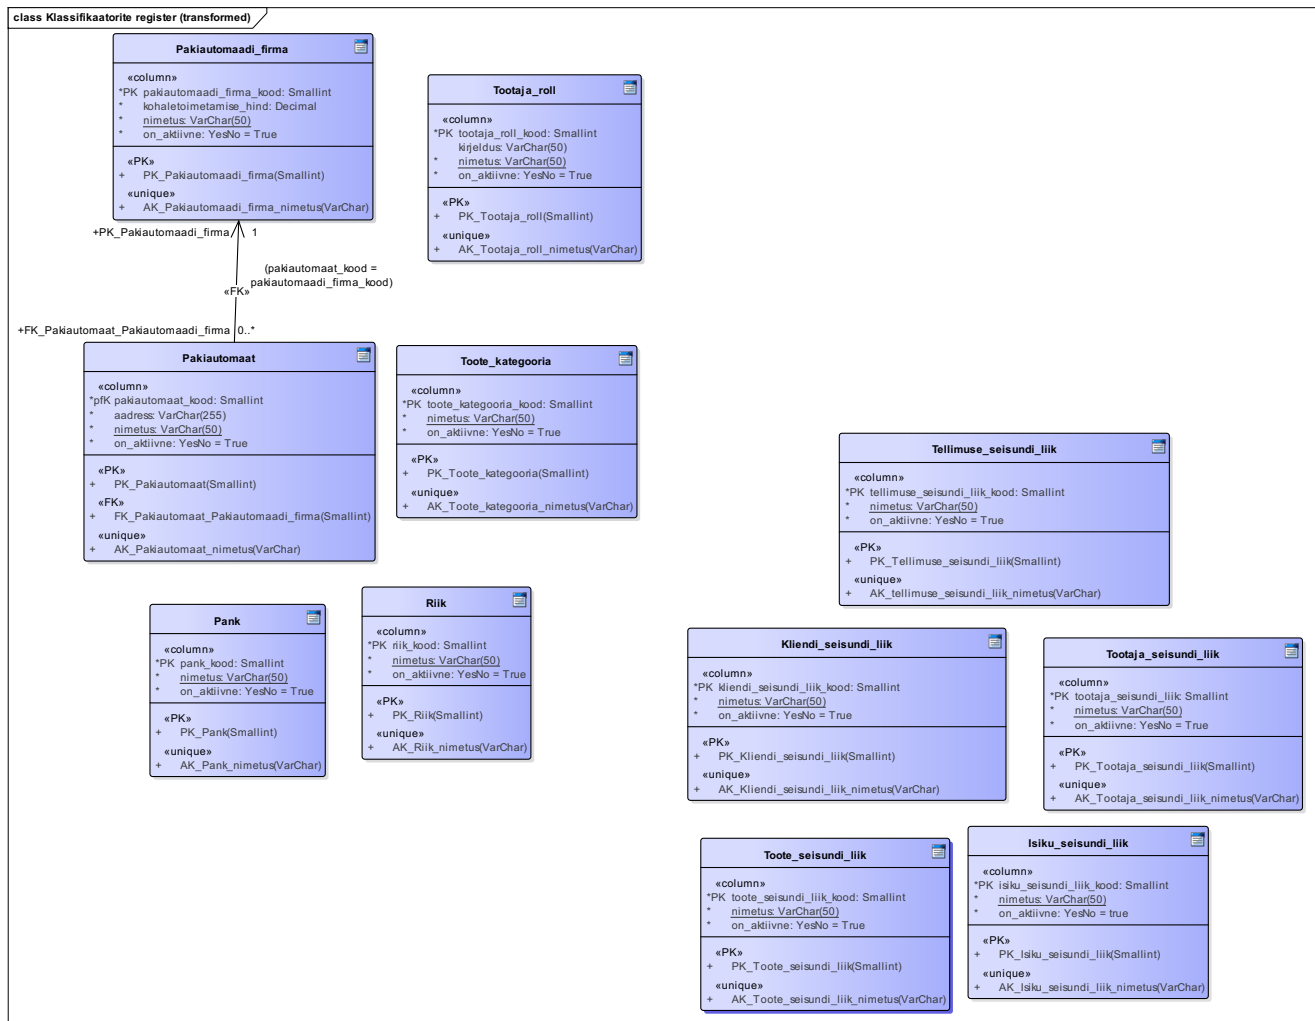 class Klassifikaatorite register (transformed)
Pakiautomaadi_firma
«column»
*PK pakiautomaadi_firma_kood: Smallint
* kohaletoimetamise_hind: Decimal
* nimetus: VarChar(50)
* on_aktiivne: YesNo = True
«PK»
+ PK_Pakiautomaadi_firma(Smallint)
«unique»
+ AK_Pakiautomaadi_firma_nimetus(VarChar)
+PK_Pakiautomaadi_firma 1
(pakiautomaat_kood =
pakiautomaadi_firma_kood)
«FK»
+FK_Pakiautomaat_Pakiautomaadi_firma 0..*
Tootaja_roll
«column»
*PK tootaja_roll_kood: Smallint
kirjeldus: VarChar(50)
* nimetus: VarChar(50)
* on_aktiivne: YesNo = True
«PK»
+ PK_Tootaja_roll(Smallint)
«unique»
+ AK_Tootaja_roll_nimetus(VarChar)
Pakiautomaat
«column»
*pfK pakiautomaat_kood: Smallint
* aadress: VarChar(255)
* nimetus: VarChar(50)
* on_aktiivne: YesNo = True
«PK»
+ PK_Pakiautomaat(Smallint)
«FK»
+ FK_Pakiautomaat_Pakiautomaadi_firma(Smallint)
«unique»
+ AK_Pakiautomaat_nimetus(VarChar)
Toote_kategooria
«column»
*PK toote_kategooria_kood: Smallint
* nimetus: VarChar(50)
* on_aktiivne: YesNo = True
«PK»
+ PK_Toote_kategooria(Smallint)
«unique»
+ AK_Toote_kategooria_nimetus(VarChar)
Tellimuse_seisundi_liik
«column»
*PK tellimuse_seisundi_liik_kood: Smallint
* nimetus: VarChar(50)
* on_aktiivne: YesNo = True
«PK»
+ PK_Tellimuse_seisundi_liik(Smallint)
«unique»
+ AK_tellimuse_seisundi_liik_nimetus(VarChar)
Pank
«column»
*PK pank_kood: Smallint
* nimetus: VarChar(50)
* on_aktiivne: YesNo = True
«PK»
+ PK_Pank(Smallint)
«unique»
+ AK_Pank_nimetus(VarChar)
Riik
«column»
*PK riik_kood: Smallint
* nimetus: VarChar(50)
* on_aktiivne: YesNo = True
«PK»
+ PK_Riik(Smallint)
«unique»
+ AK_Riik_nimetus(VarChar)
Kliendi_seisundi_liik
«column»
*PK kliendi_seisundi_liik_kood: Smallint
* nimetus: VarChar(50)
* on_aktiivne: YesNo = True
«PK»
+ PK_Kliendi_seisundi_liik(Smallint)
«unique»
+ AK_Kliendi_seisundi_liik_nimetus(VarChar)
Tootaja_seisundi_liik
«column»
*PK tootaja_seisundi_liik: Smallint
* nimetus: VarChar(50)
* on_aktiivne: YesNo = True
«PK»
+ PK_Tootaja_seisundi_liik(Smallint)
«unique»
+ AK_Tootaja_seisundi_liik_nimetus(VarChar)
Toote_seisundi_liik
«column»
*PK toote_seisundi_liik_kood: Smallint
* nimetus: VarChar(50)
* on_aktiivne: YesNo = True
«PK»
+ PK_Toote_seisundi_liik(Smallint)
«unique»
+ AK_Toote_seisundi_liik_nimetus(VarChar)
Isiku_seisundi_liik
«column»
*PK isiku_seisundi_liik_kood: Smallint
* nimetus: VarChar(50)
* on_aktiivne: YesNo = true
«PK»
+ PK_Isiku_seisundi_liik(Smallint)
«unique»
+ AK_Isiku_seisundi_liik_nimetus(VarChar)